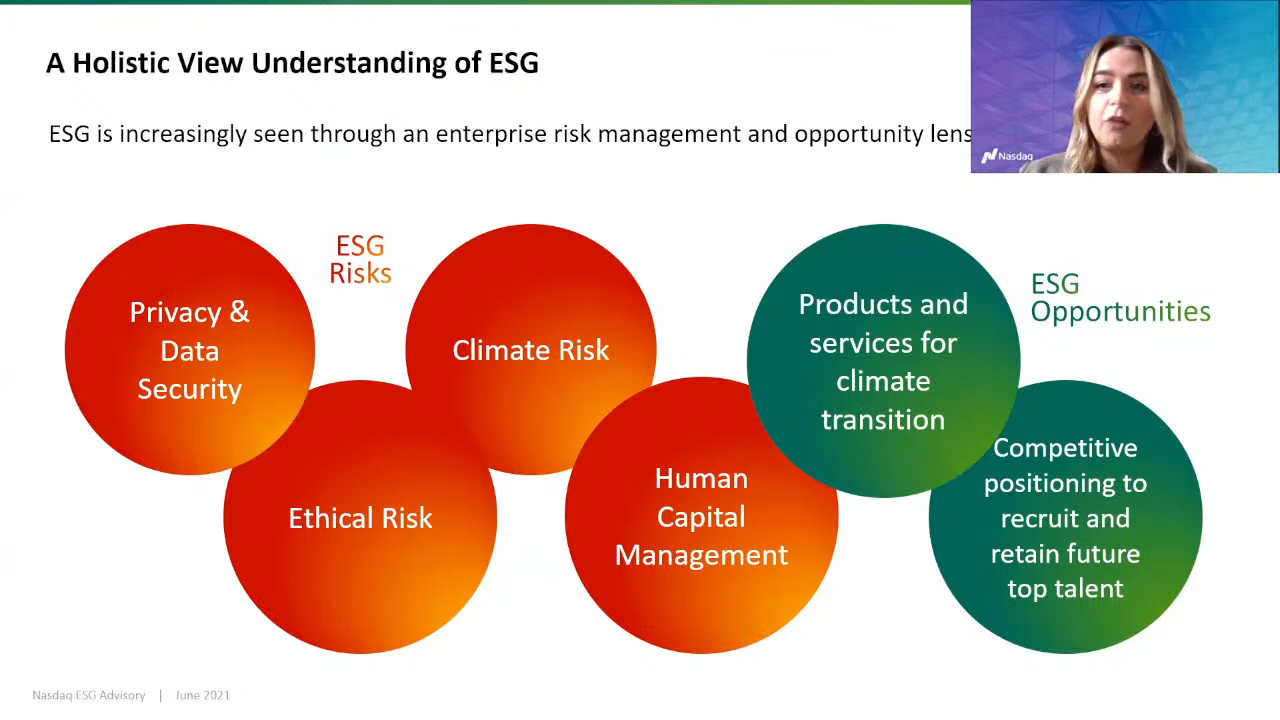 A Holistic View Understanding of ESG
ESG is increasingly seen through an enterprise risk management and opportunity lens
Nasdaq
ESG
Risks
Privacy &
Data
Security
Climate Risk
Products and
services for
climate
transition
ESG
Opportunities
Ethical Risk
Human
Capital
Management
Competitive
positioning to
recruit and
retain future
top talent
Nasdaq ESG Advisory | June 2021